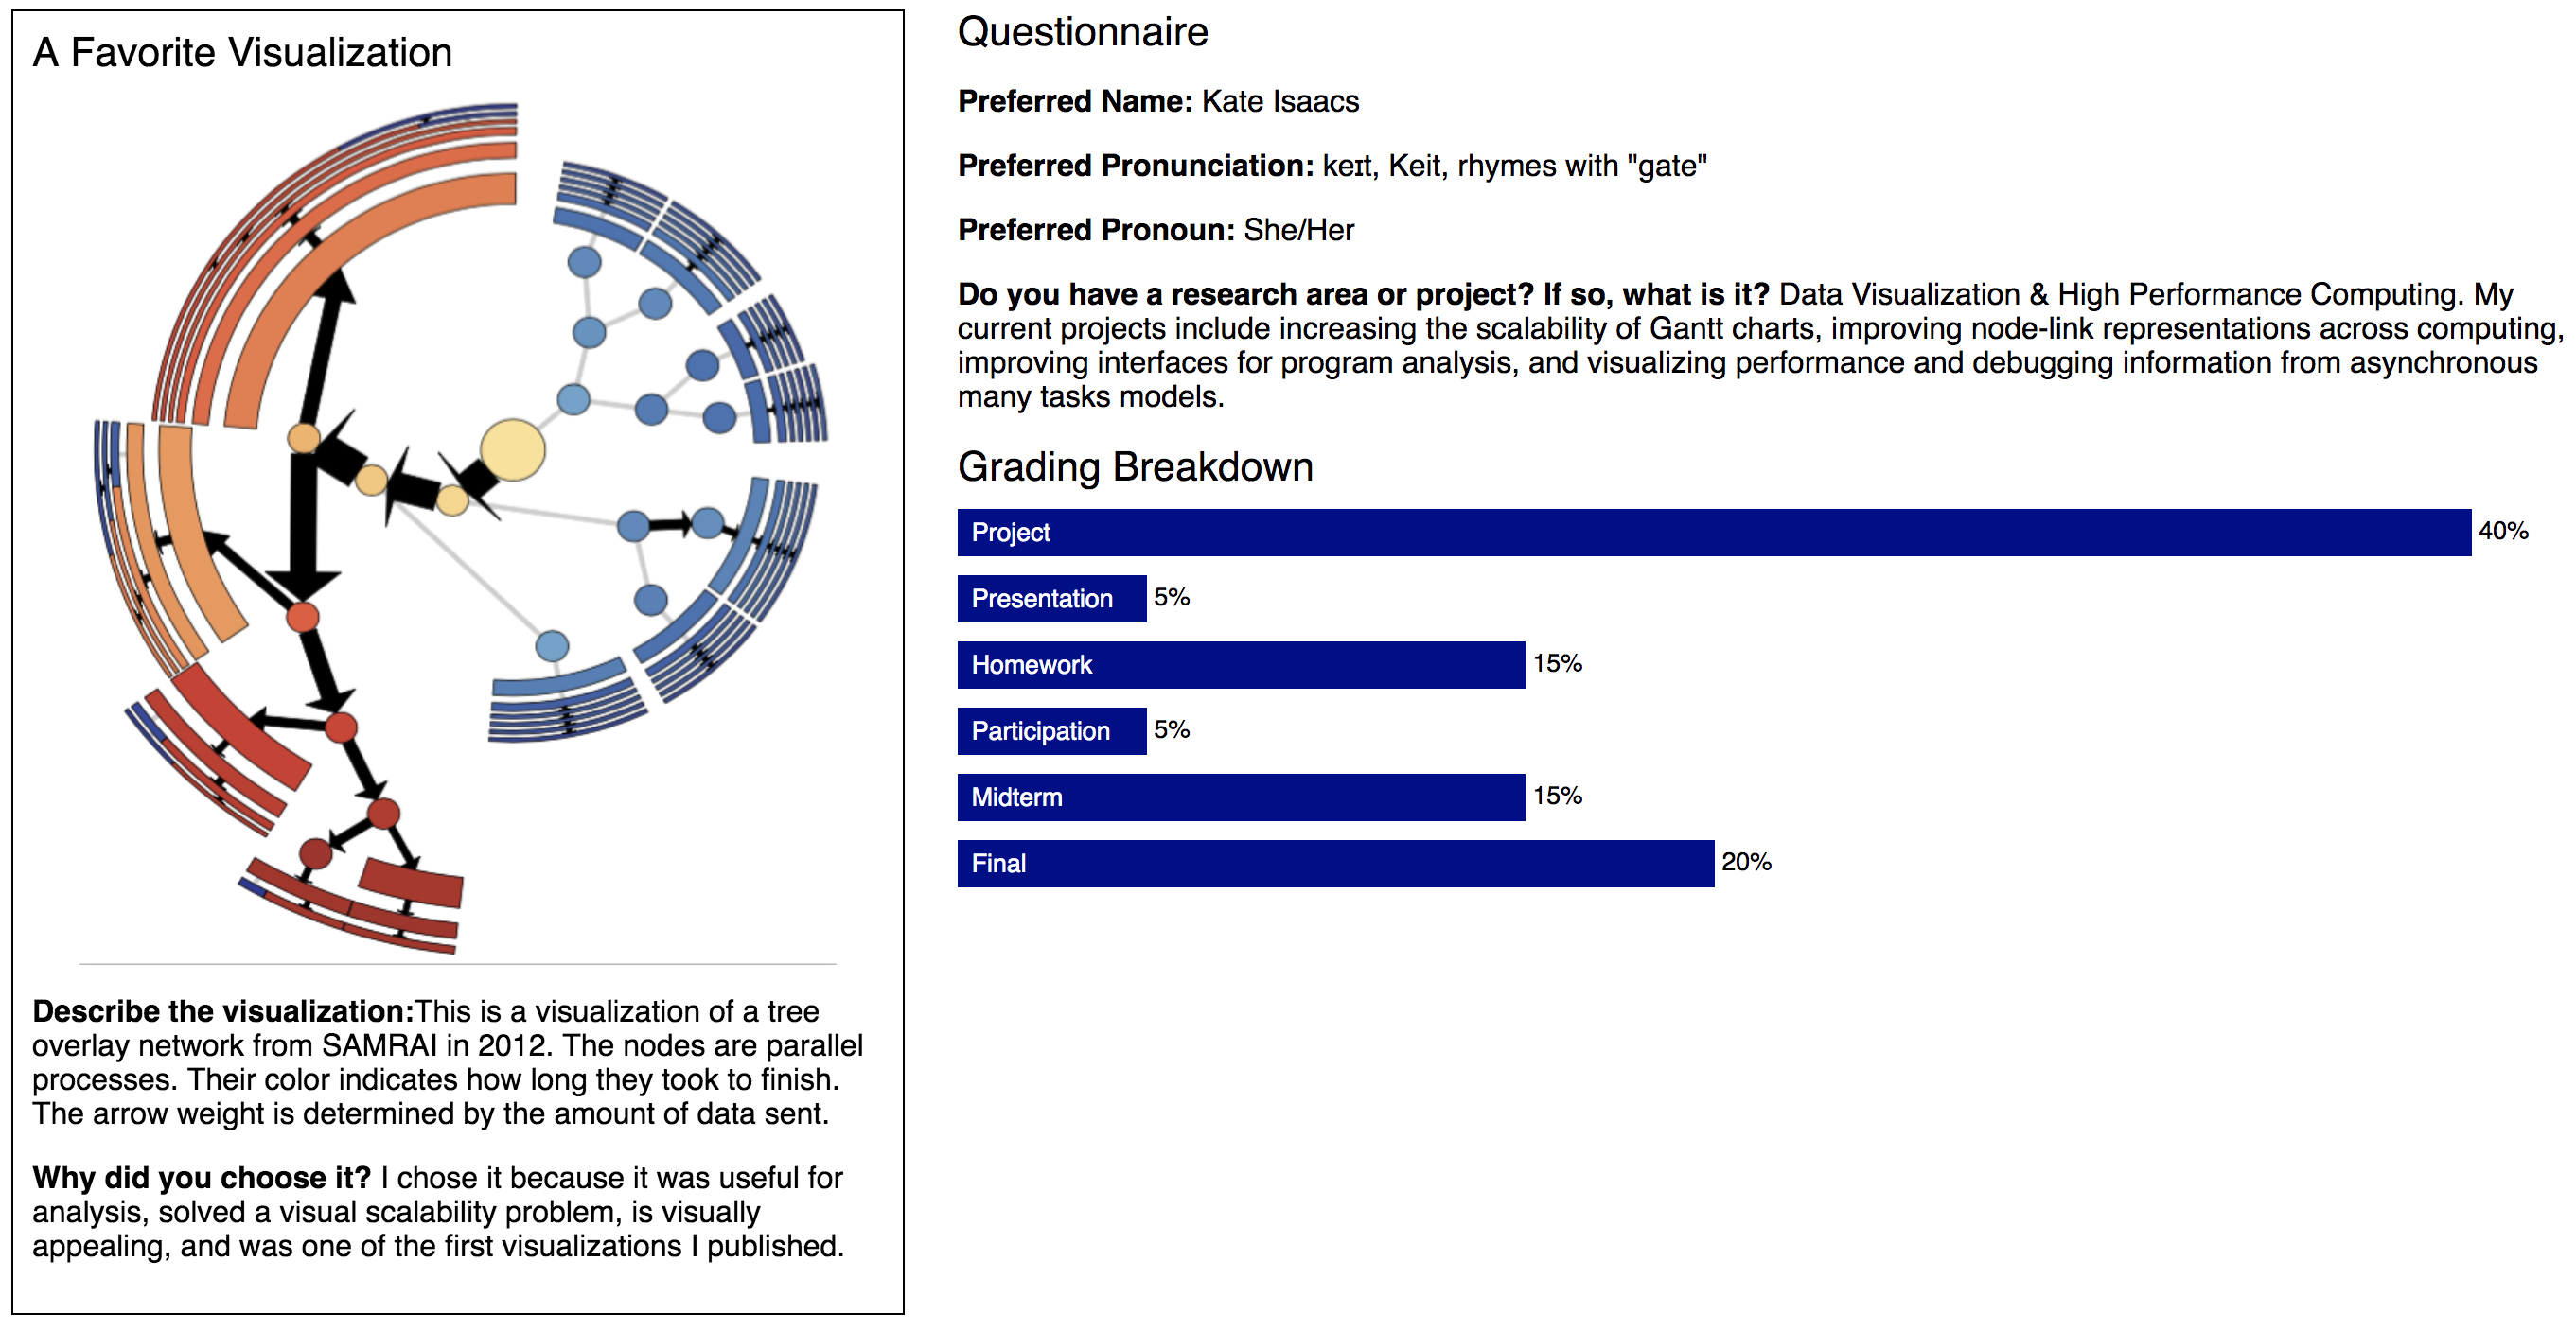 A Favorite Visualization
Describe the visualization:This is a visualization of a tree
overlay network from SAMRAI in 2012. The nodes are parallel
processes. Their color indicates how long they took to finish.
The arrow weight is determined by the amount of data sent.
Why did you choose it? I chose it because it was useful for
analysis, solved a visual scalability problem, is visually
appealing, and was one of the first visualizations I published.
Questionnaire
Preferred Name: Kate Isaacs
Preferred Pronunciation: keɪt, Keit, rhymes with "gate"
Preferred Pronoun: She/Her
Do you have a research area or project? If so, what is it? Data Visualization & High Performance Computing. My
current projects include increasing the scalability of Gantt charts, improving node-link representations across computing,
improving interfaces for program analysis, and visualizing performance and debugging information from asynchronous
many tasks models.
Grading Breakdown
Project 40%
Presentation 5%
Homework 15%
Participation 5%
Midterm 15%
Final 20%